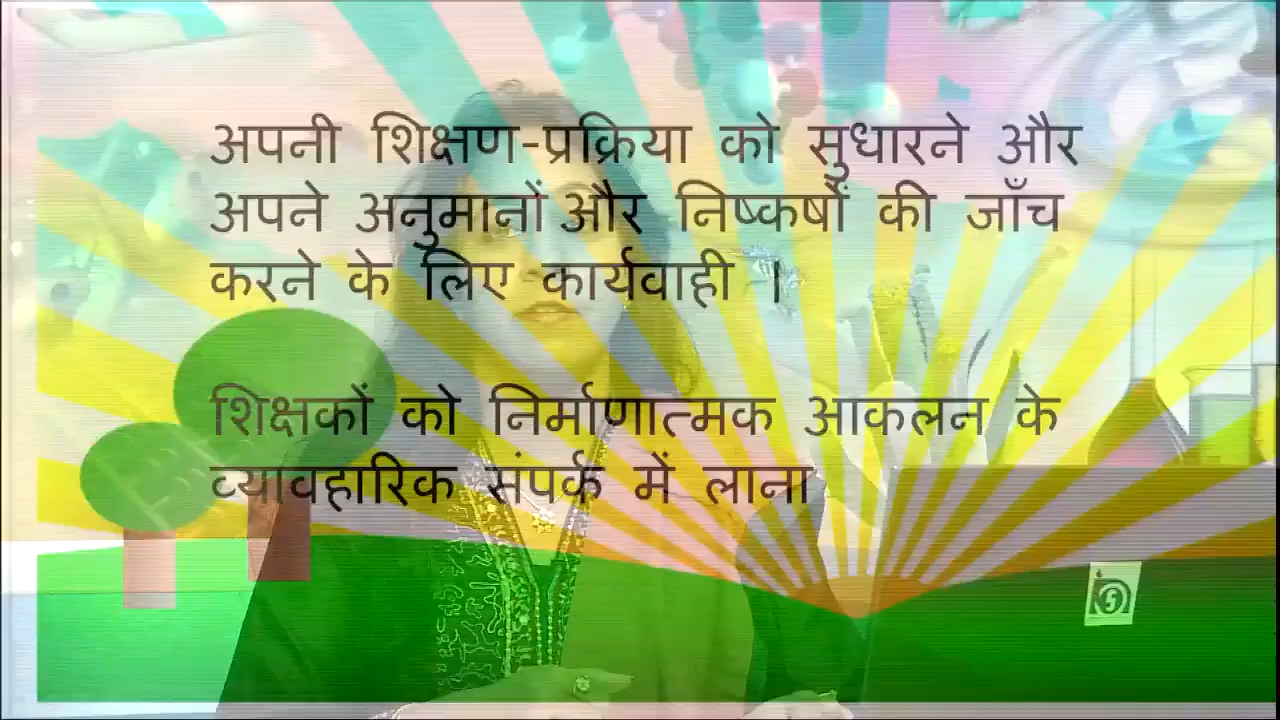 अपनी शिक्षण-प्रक्रिया को सुधारने और
अपने अनुमानों और निष्कर्षों की जाँच
करने के लिए कार्यवाही ।
शिक्षकों को निर्माणात्मक आकलन के
व्यावहारिक संपर्क में लाना